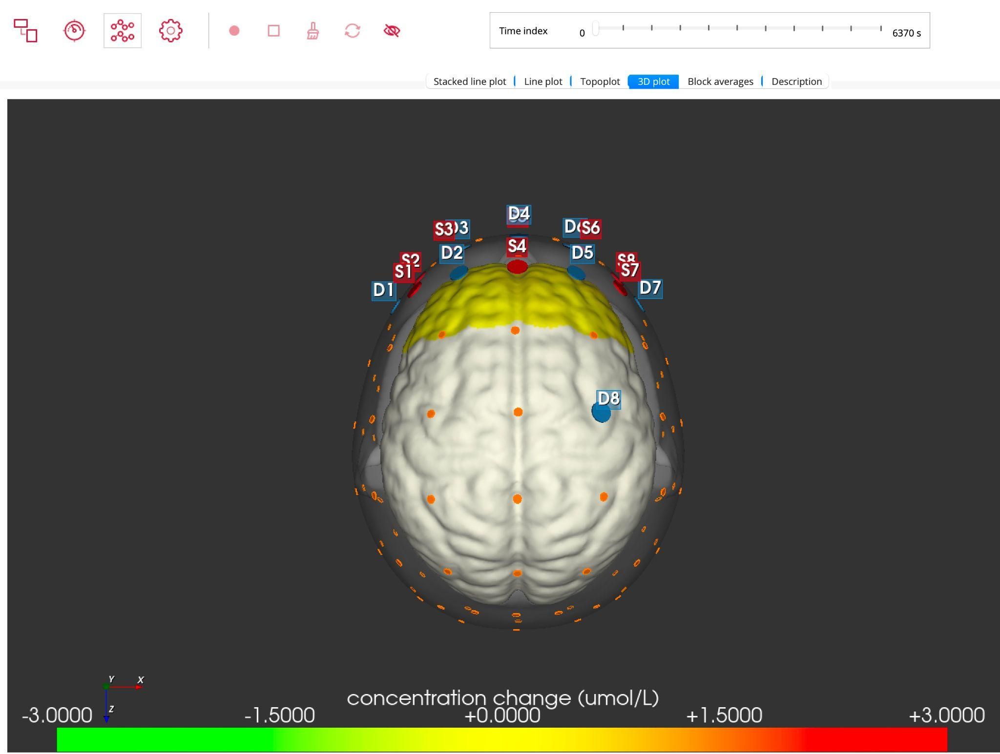 Time index 0 6370 s
Stacked line plot Line plot Topoplot 3D plot Block averages Description
D4
S3 D3 D6 S6
S4
D2 D5
S2 S8
S1 S7
D1 D7
D8
Y X
Z
concentration change (umol/L)
-3.0000 -1.5000 +0.0000 +1.5000 +3.0000